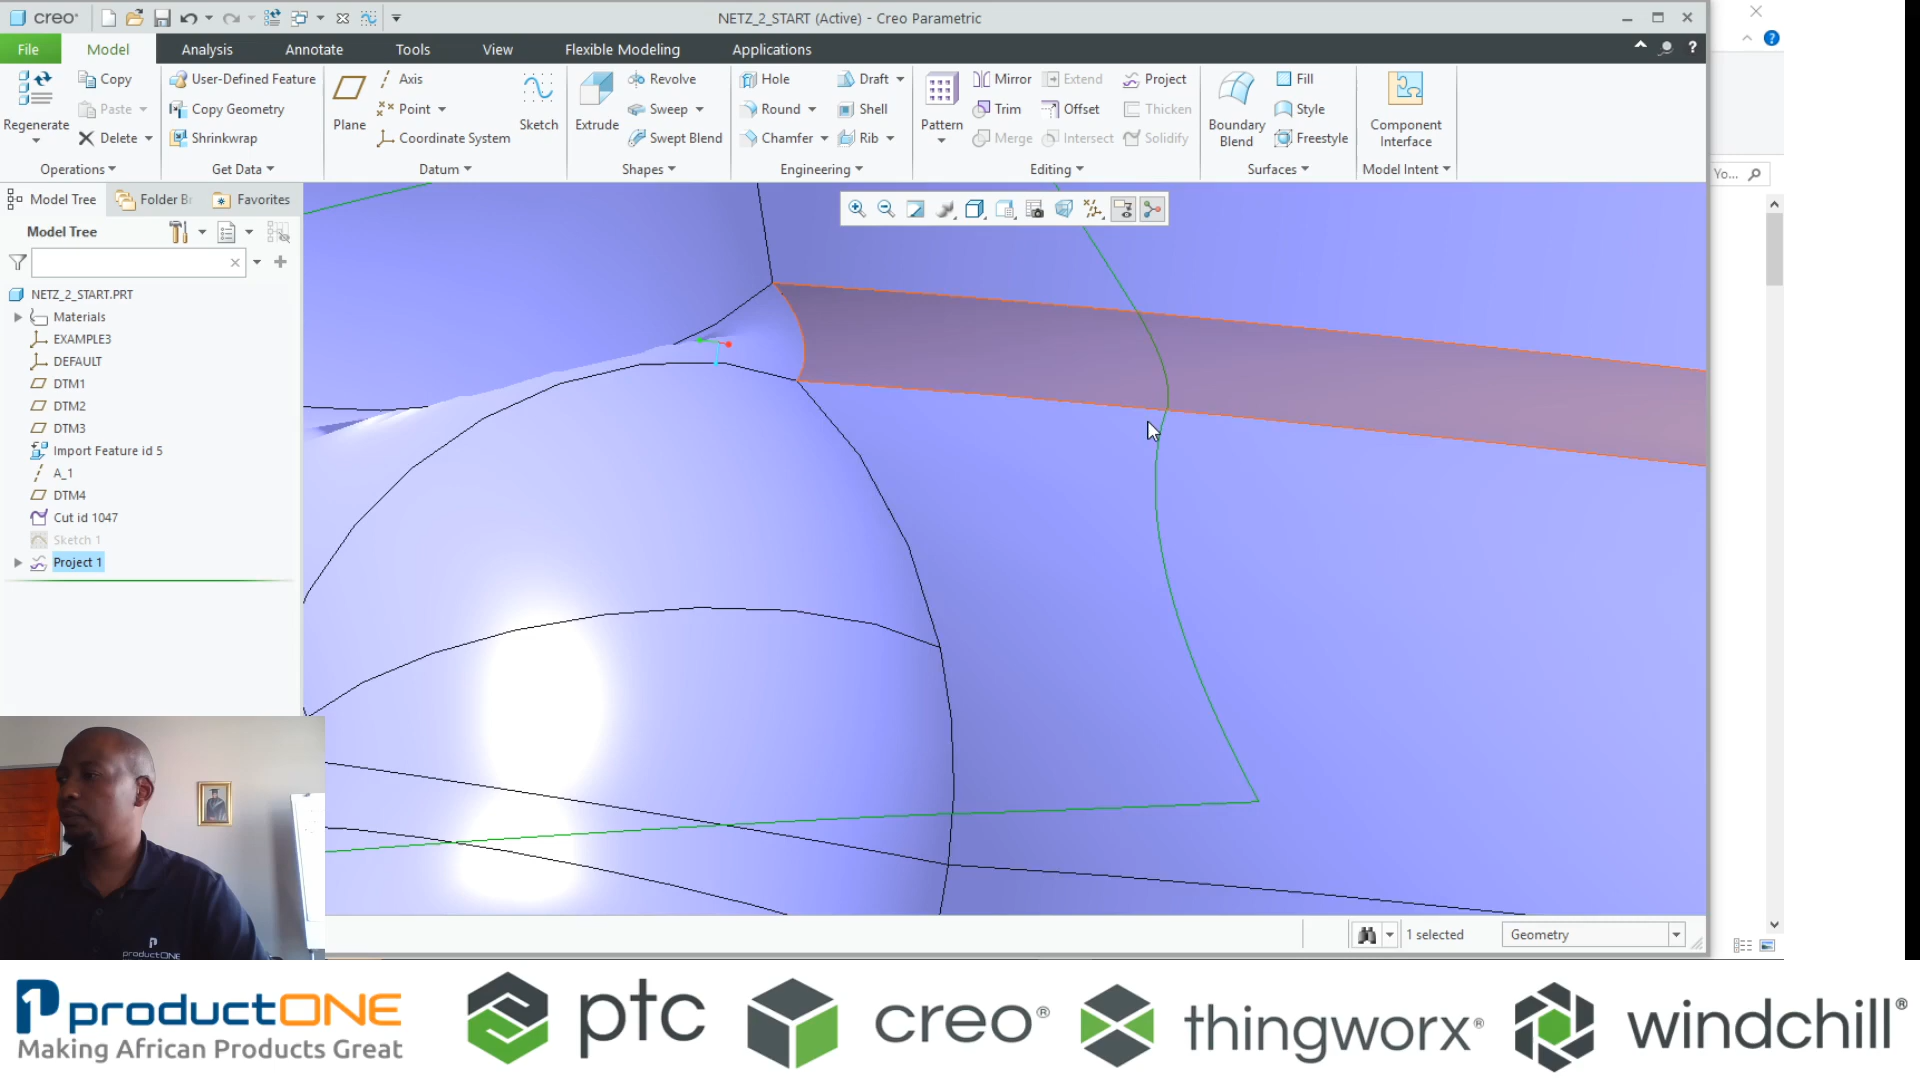 creo°
NETZ_2_START (Active) - Creo Parametric
File Model Analysis Annotate Tools View Flexible Modeling Applications
Regenerate
Copy
Paste
Delete
Operations
User-Defined Feature
Copy Geometry
Shrinkwrap
Get Data
Plane
Axis
Point
Coordinate System
Sketch
Datum
Extrude
Revolve
Sweep
Swept Blend
Shapes
Hole
Round
Chamfer
Draft
Shell
Rib
Engineering
Pattern
Mirror
Trim
Merge
Extend
Offset
Intersect
Project
Thicken
Solidify
Editing
Boundary
Blend
Fill
Style
Freestyle
Surfaces
Component
Interface
Model Intent
Yo...
Model Tree Folder Br Favorites
Model Tree
NETZ_2_START.PRT
Materials
EXAMPLE3
DEFAULT
DTM1
DTM2
DTM3
Import Feature id 5
A_1
DTM4
Cut id 1047
Sketch 1
Project 1
1 selected
Geometry
productONE
productONE
Making African Products Great
ptc
creo®
thingworx®
windchill®